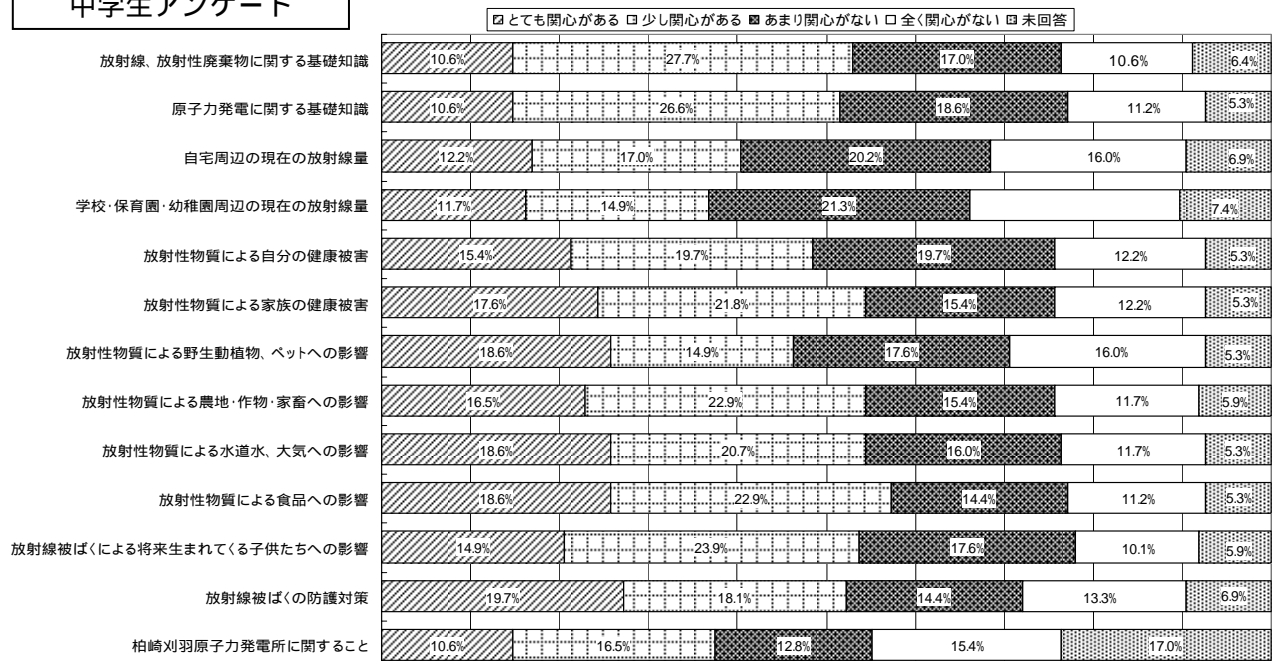 中学生アンケート
とても関心がある 少し関心がある あまり関心がない 全く関心がない 未回答
放射線、放射性廃棄物に関する基礎知識 10.6% 27.7% 17.0% 10.6% 6.4%
原子力発電に関する基礎知識 10.6% 26.6% 18.6% 11.2% 5.3%
自宅周辺の現在の放射線量 12.2% 17.0% 20.2% 16.0% 6.9%
学校・保育園・幼稚園周辺の現在の放射線量 11.7% 14.9% 21.3% 7.4%
放射性物質による自分の健康被害 15.4% 19.7% 19.7% 12.2% 5.3%
放射性物質による家族の健康被害 17.6% 21.8% 15.4% 12.2% 5.3%
放射性物質による野生動植物、ペットへの影響 18.6% 14.9% 17.6% 16.0% 5.3%
放射性物質による農地・作物・家畜への影響 16.5% 22.9% 15.4% 11.7% 5.9%
放射性物質による水道水、大気への影響 18.6% 20.7% 16.0% 11.7% 5.3%
放射性物質による食品への影響 18.6% 22.9% 14.4% 11.2% 5.3%
放射線被ばくによる将来生まれてくる子供たちへの影響 14.9% 23.9% 17.6% 10.1% 5.9%
放射線被ばくの防護対策 19.7% 18.1% 14.4% 13.3% 6.9%
柏崎刈羽原子力発電所に関すること 10.6% 16.5% 12.8% 15.4% 17.0%